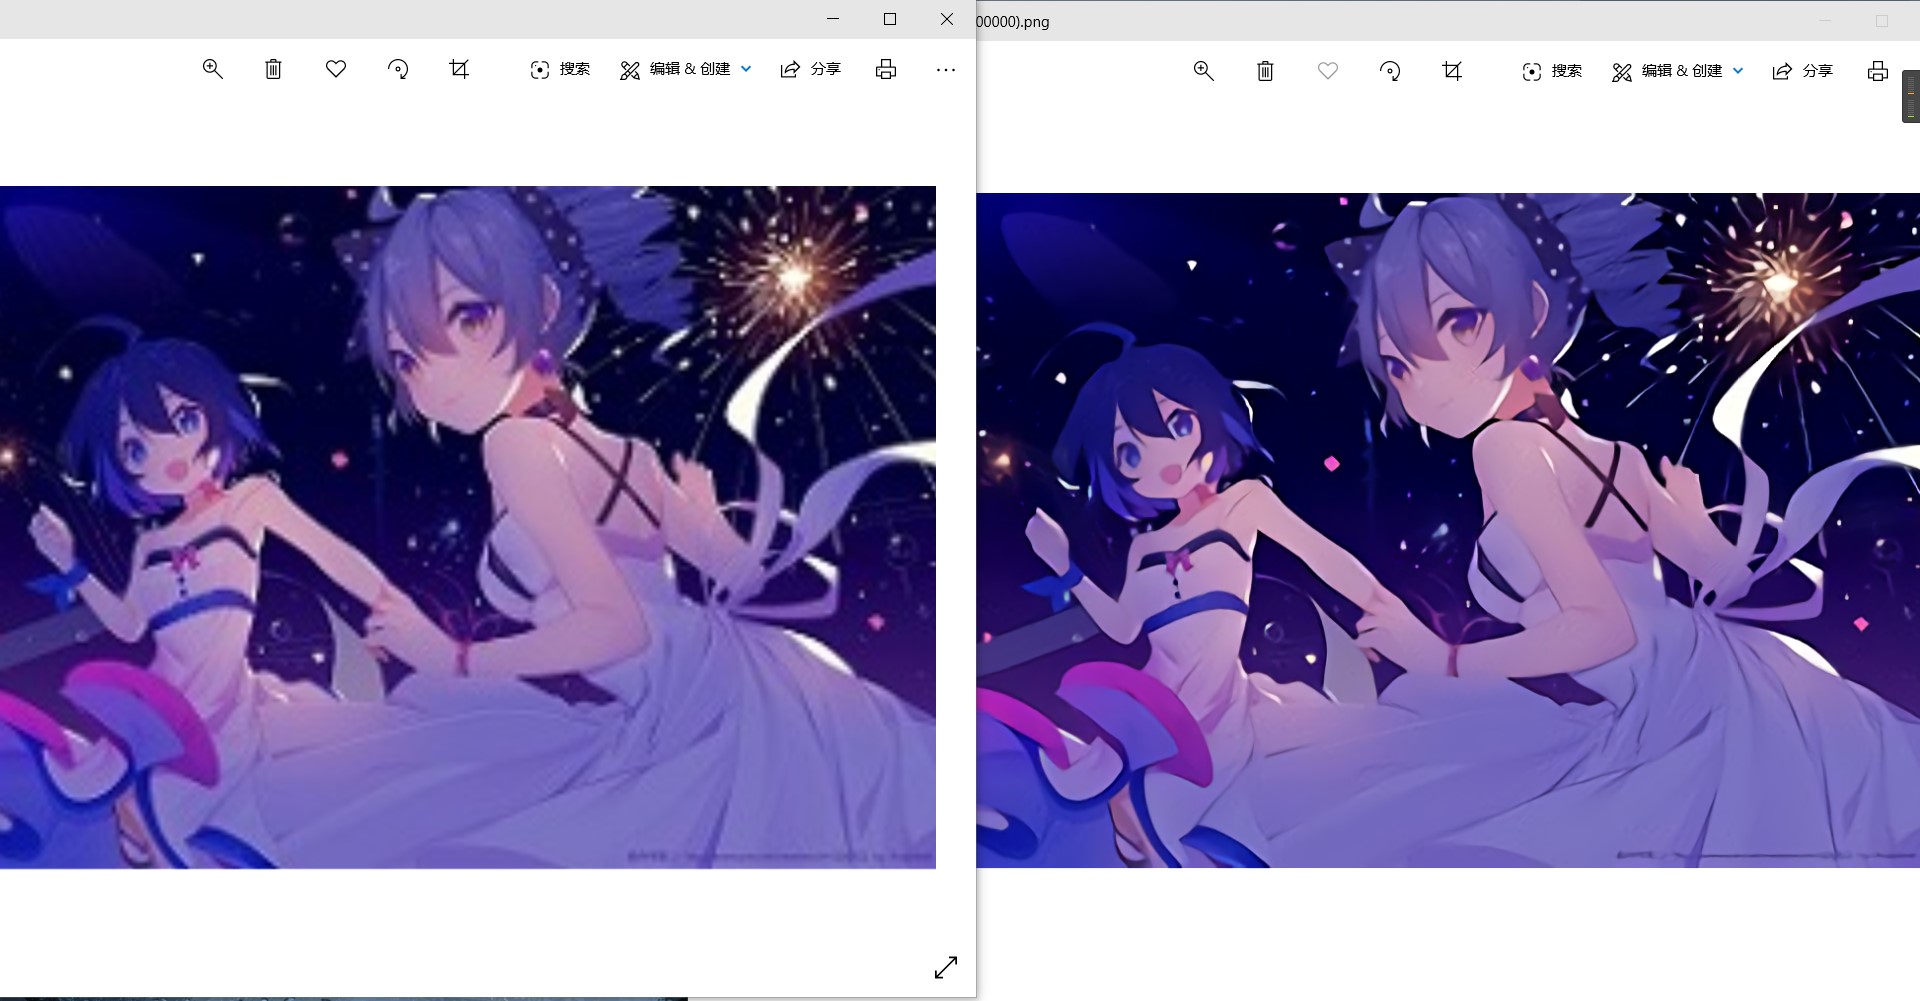 00000).png
搜索 编辑 & 创建 分享
搜索 编辑 & 创建 分享